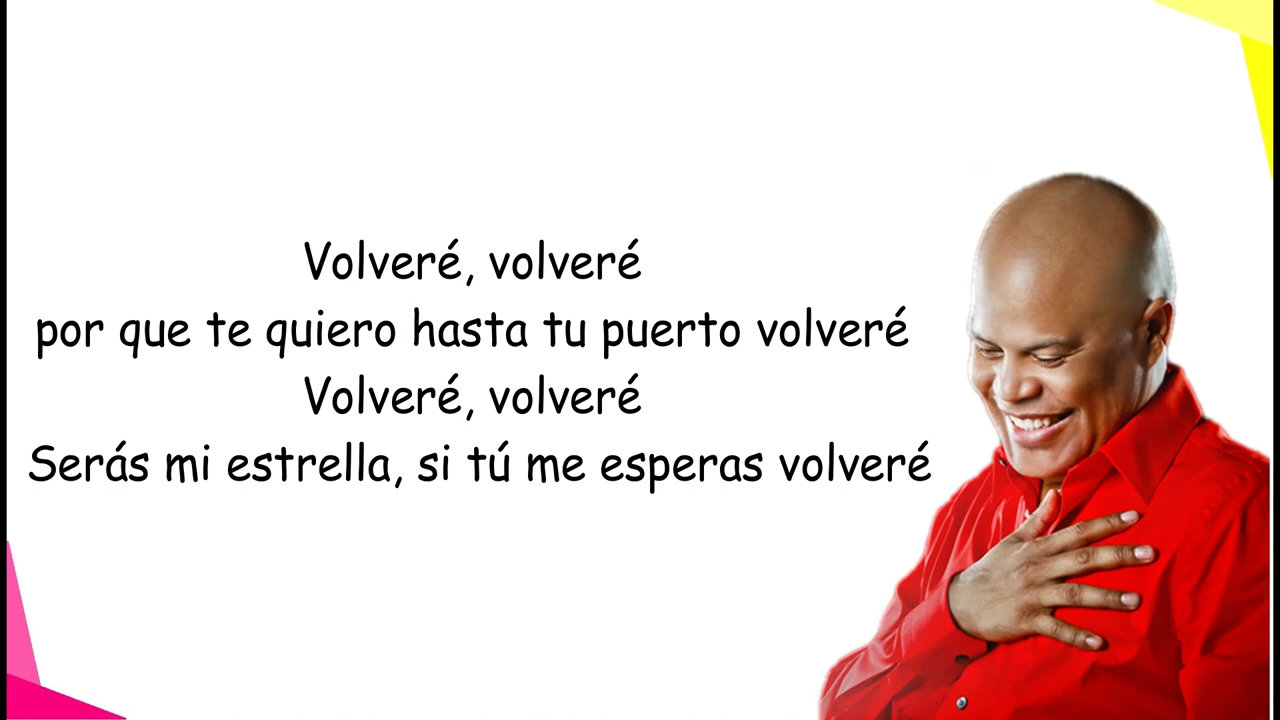 Volveré, volveré
por que te quiero hasta tu puerto volveré
Volveré, volveré
Serás mi estrella, si tú me esperas volveré